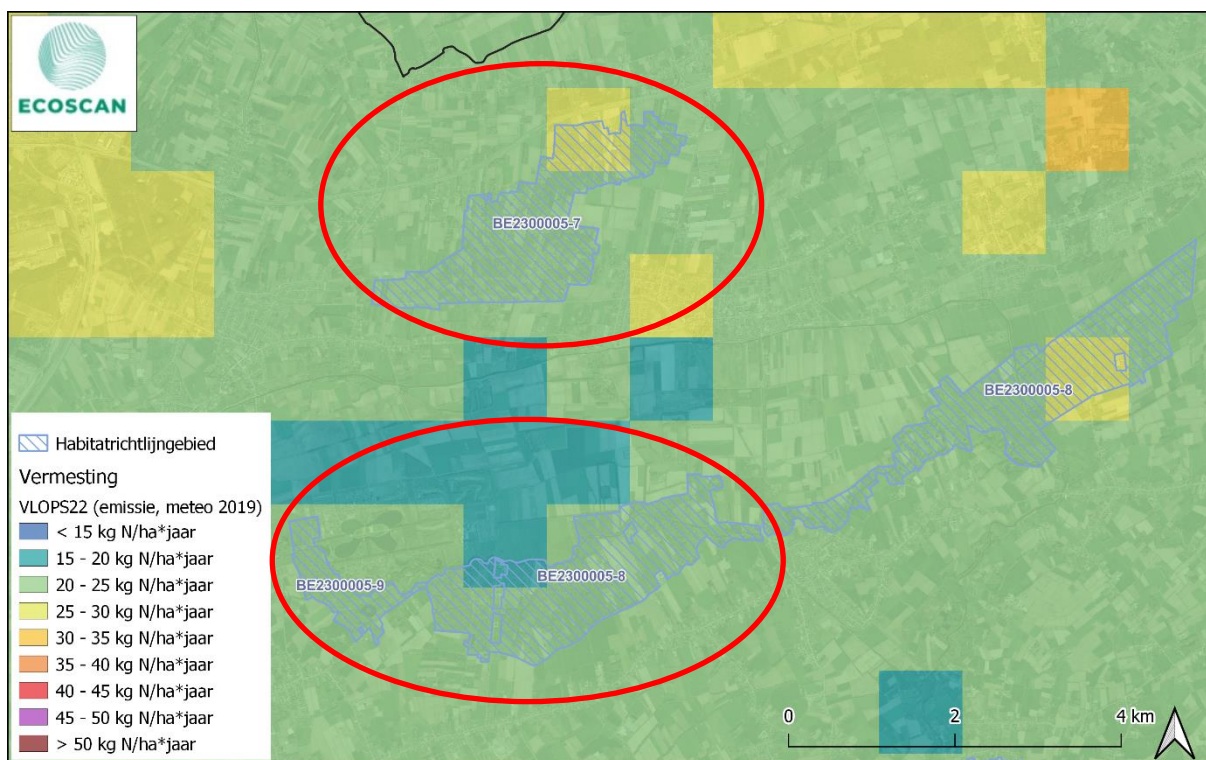 ECOSCAN
BE2300005-7
BE2300005-8
BE2300005-9
BE2300005-8
Habitatrichtlijngebied
Vermesting
VLOPS22 (emissie, meteo 2019)
< 15 kg N/ha*jaar
15 - 20 kg N/ha*jaar
20 - 25 kg N/ha*jaar
25 - 30 kg N/ha*jaar
30 - 35 kg N/ha*jaar
35 - 40 kg N/ha*jaar
40 - 45 kg N/ha*jaar
45 - 50 kg N/ha*jaar
> 50 kg N/ha*jaar
0 2 4 km